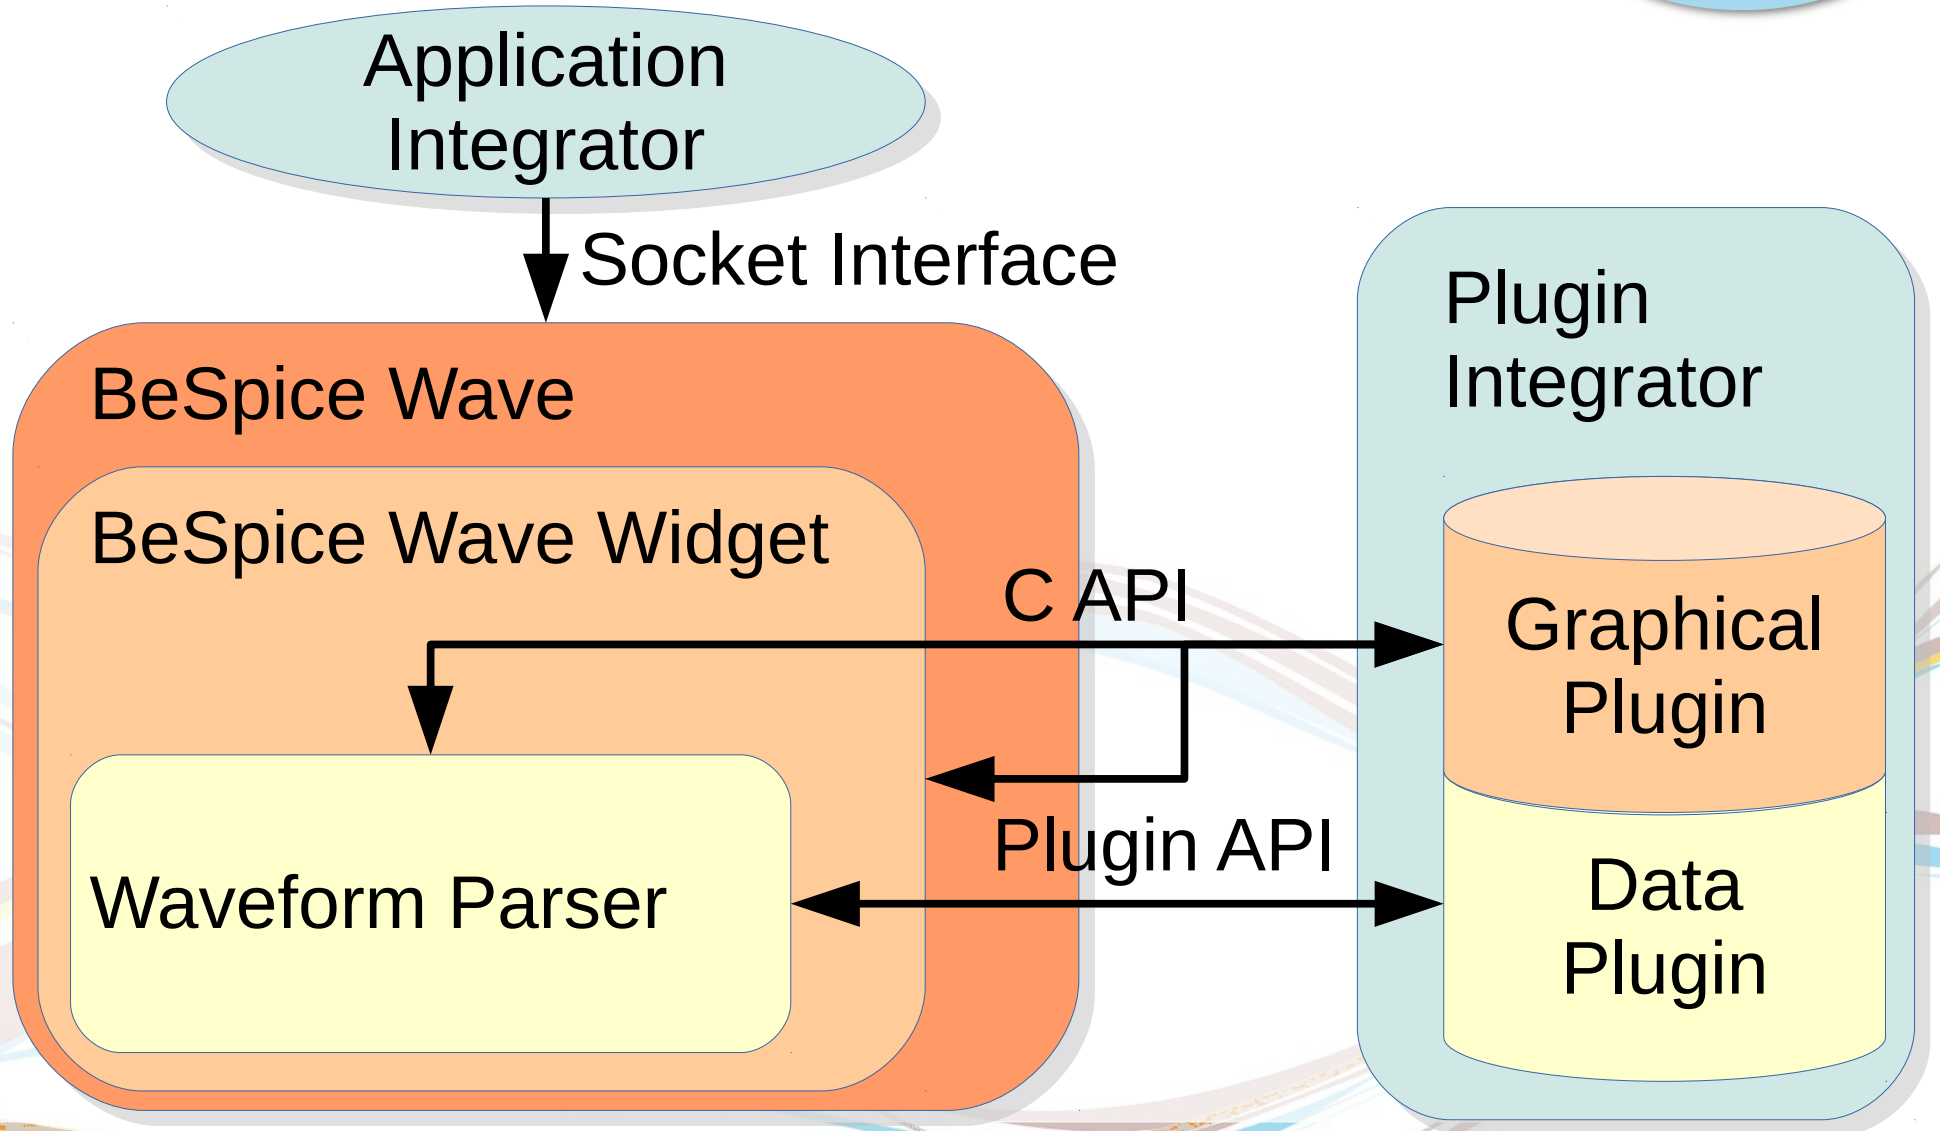 Application
Integrator
Socket Interface
BeSpice Wave
BeSpice Wave Widget
C API
Plugin API
Waveform Parser
Plugin
Integrator
Graphical
Plugin
Data
Plugin